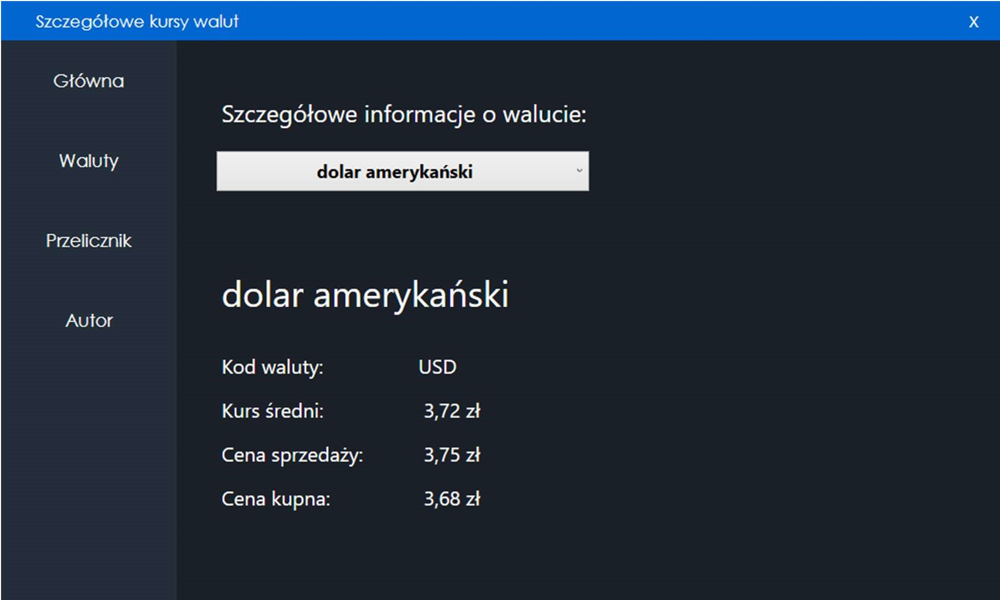 Szczegółowe kursy walut X
Główna
Waluty
Przelicznik
Autor
Szczegółowe informacje o walucie:
dolar amerykański
dolar amerykański
Kod waluty: USD
Kurs średni: 3,72 zł
Cena sprzedaży: 3,75 zł
Cena kupna: 3,68 zł